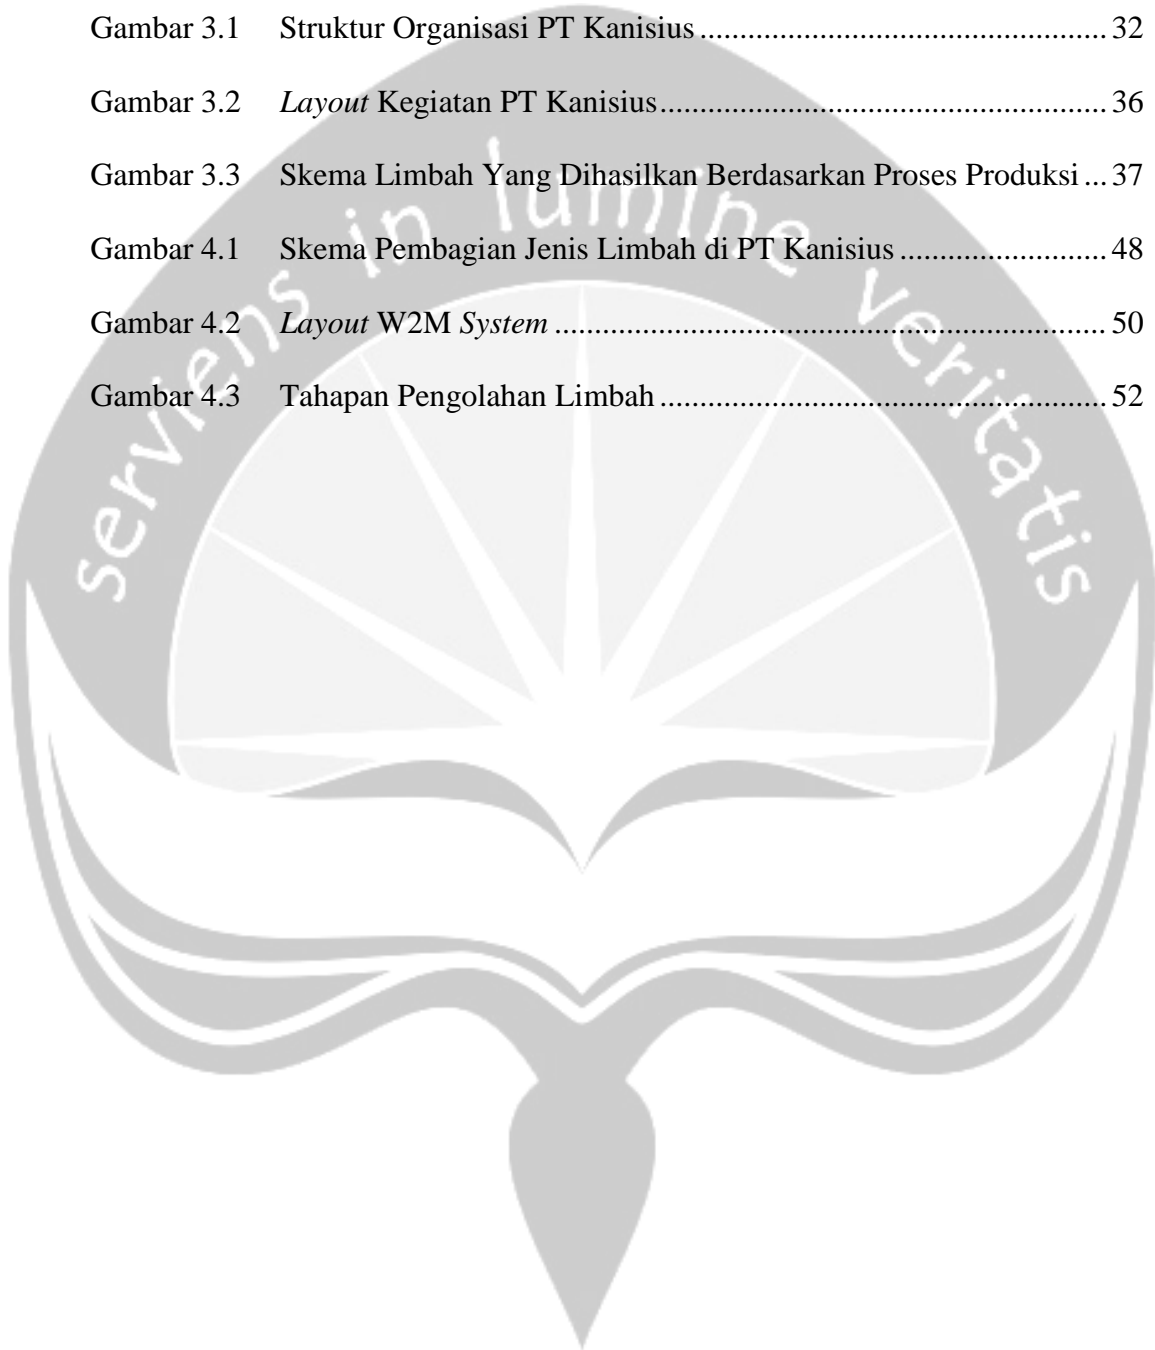 Gambar 3.1 Struktur Organisasi PT Kanisius .................................................... 32
Gambar 3.2 Layout Kegiatan PT Kanisius......................................................... 36
Gambar 3.3 Skema Limbah Yang Dihasilkan Berdasarkan Proses Produksi ... 37
Gambar 4.1 Skema Pembagian Jenis Limbah di PT Kanisius .......................... 48
Gambar 4.2 Layout W2M System ...................................................................... 50
Gambar 4.3 Tahapan Pengolahan Limbah ......................................................... 52
serviens in lumine veritatis